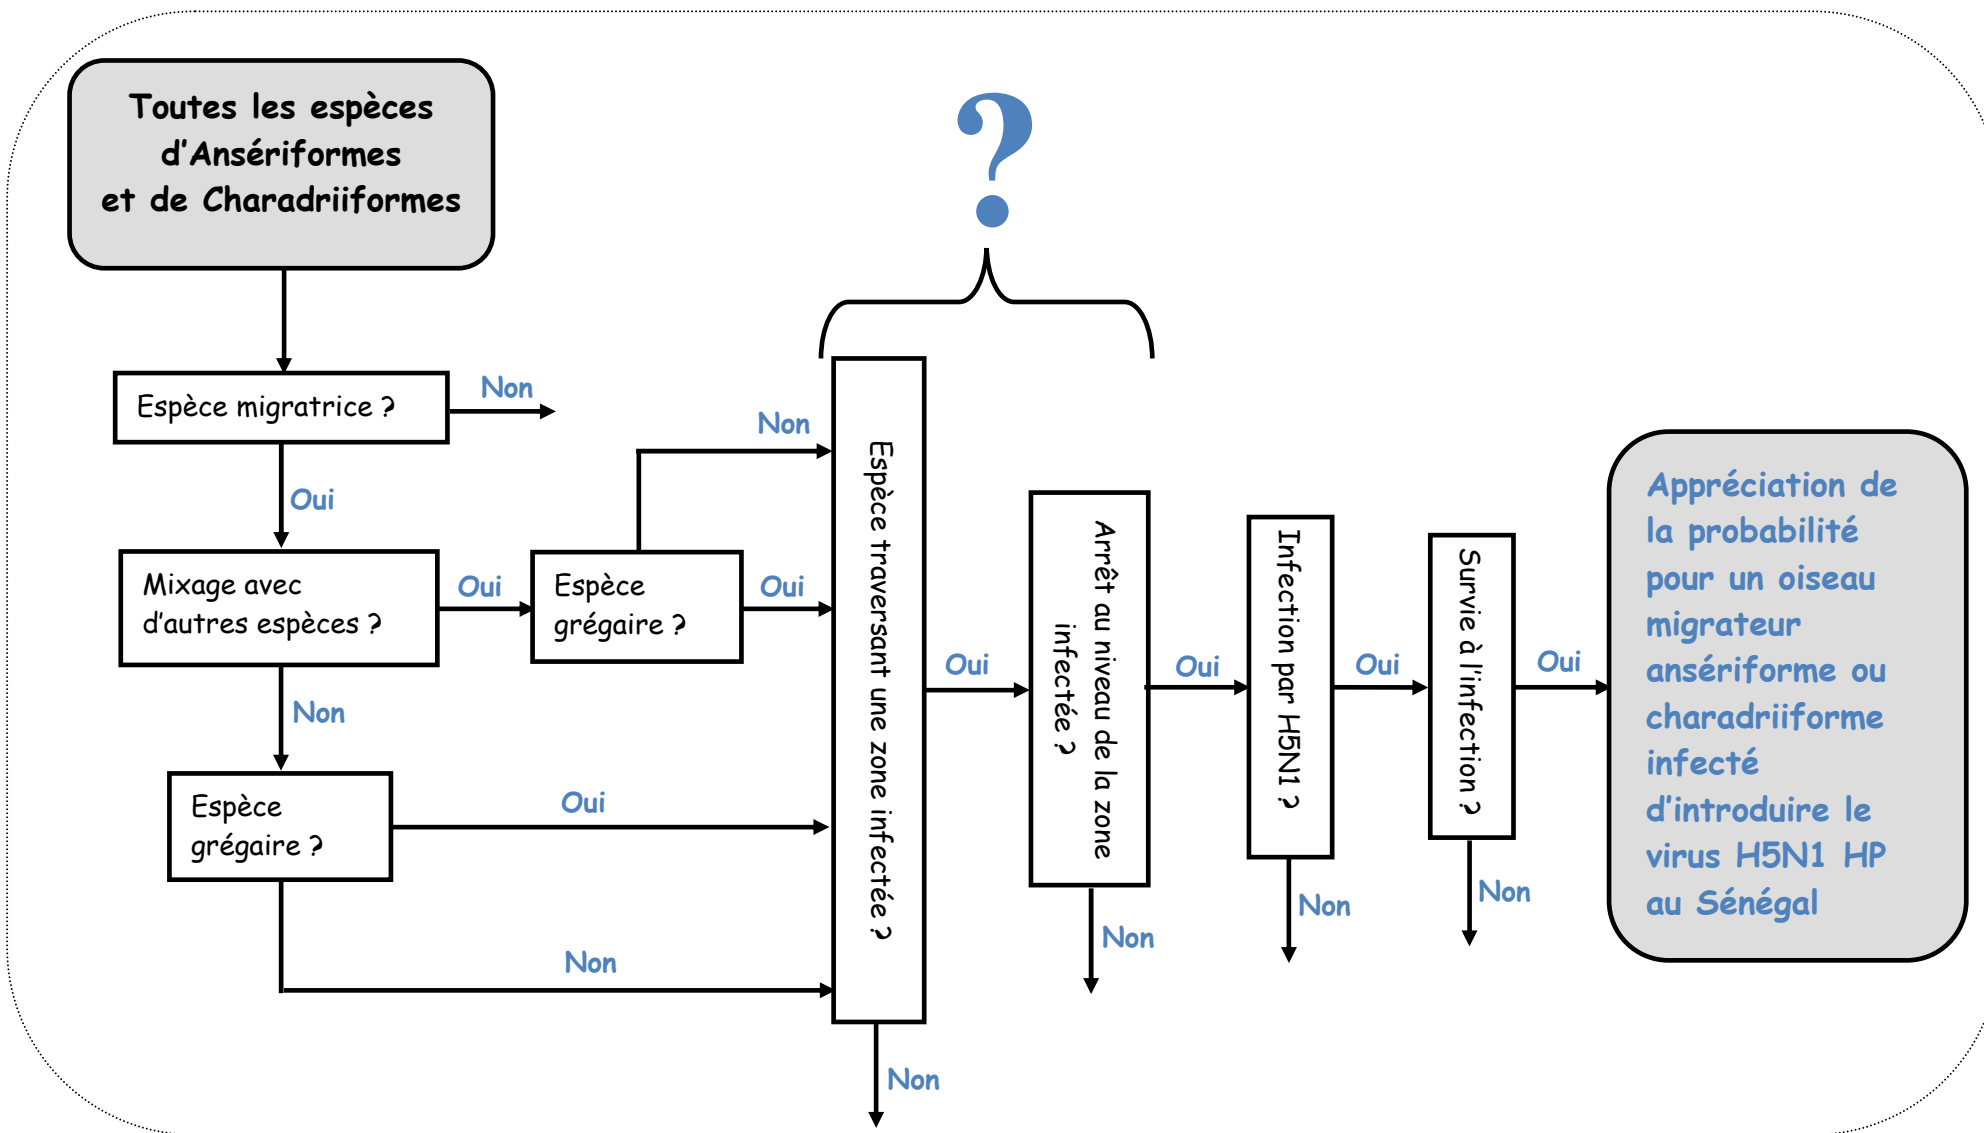 Toutes les espèces
d'Ansériformes
et de Charadriiformes
?
Espèce migratrice ?
Non
Oui
Mixage avec
d'autres espèces ?
Oui
Espèce
grégaire ?
Non
Oui
Non
Espèce
grégaire ?
Oui
Non
Espèce traversant une zone infectée ?
Oui
Non
Arrêt au niveau de la zone
infectée ?
Oui
Non
Infection par H5N1 ?
Oui
Non
Survie à l'infection ?
Oui
Non
Appréciation de
la probabilité
pour un oiseau
migrateur
ansériforme ou
charadriiforme
infecté
d'introduire le
virus H5N1 HP
au Sénégal